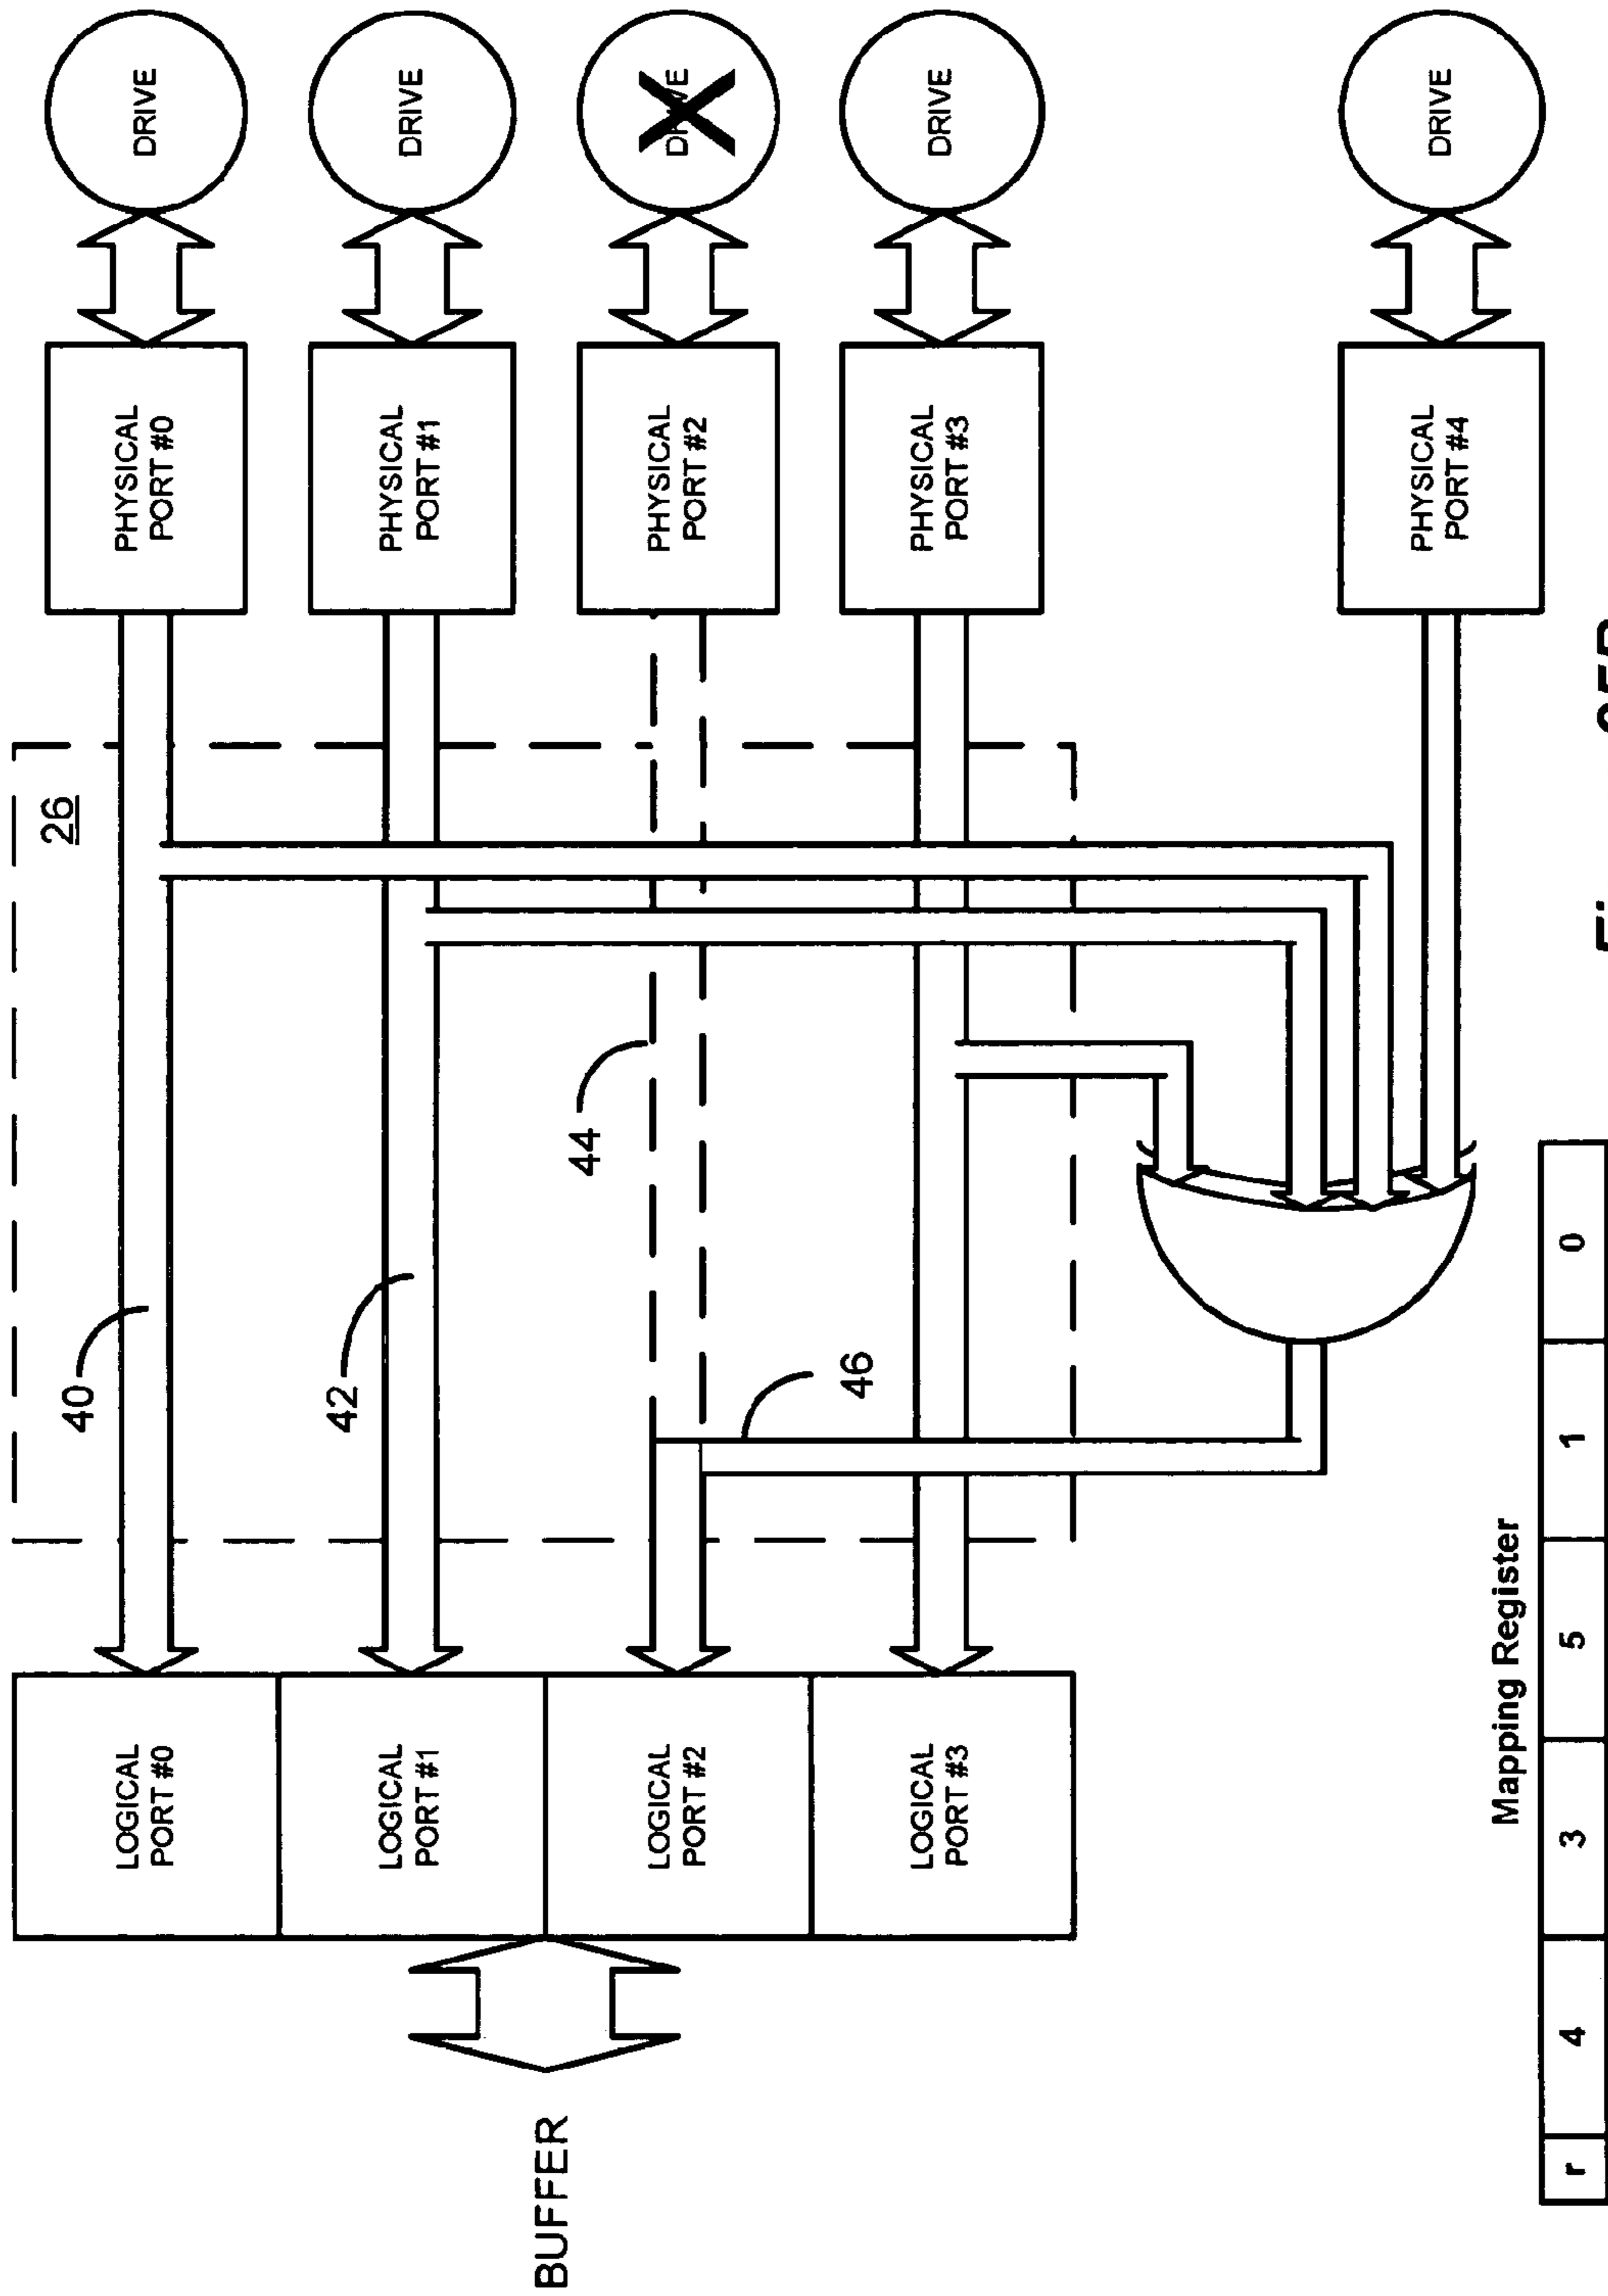 26
40
LOGICAL
PORT #0
PHYSICAL
PORT #0
DRIVE
42
LOGICAL
PORT #1
PHYSICAL
PORT #1
DRIVE
BUFFER
44
LOGICAL
PORT #2
PHYSICAL
PORT #2
DRIVE
46
LOGICAL
PORT #3
PHYSICAL
PORT #3
DRIVE
PHYSICAL
PORT #4
DRIVE
Mapping Register
r 4 3 5 1 0